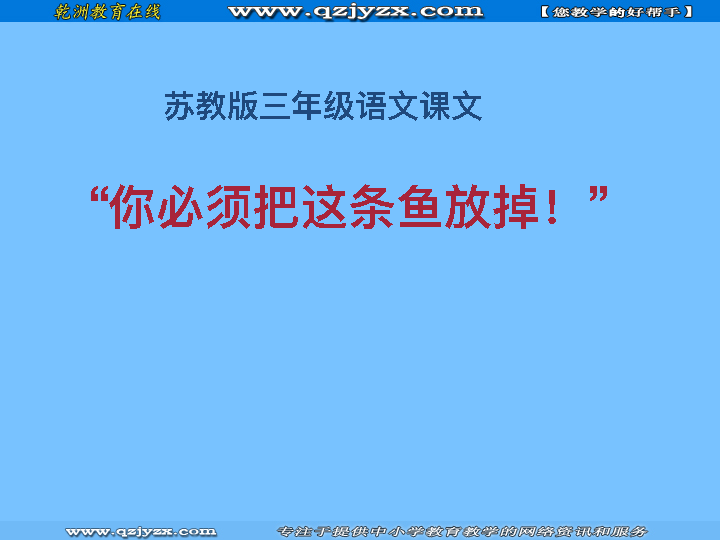 乾洲教育在线 www.qzjyzx.com 【您教学的好帮手】
苏教版三年级语文课文
“你必须把这条鱼放掉！”
www.qzjyzx.com 专注于提供中小学教育教学的网络资讯和服务